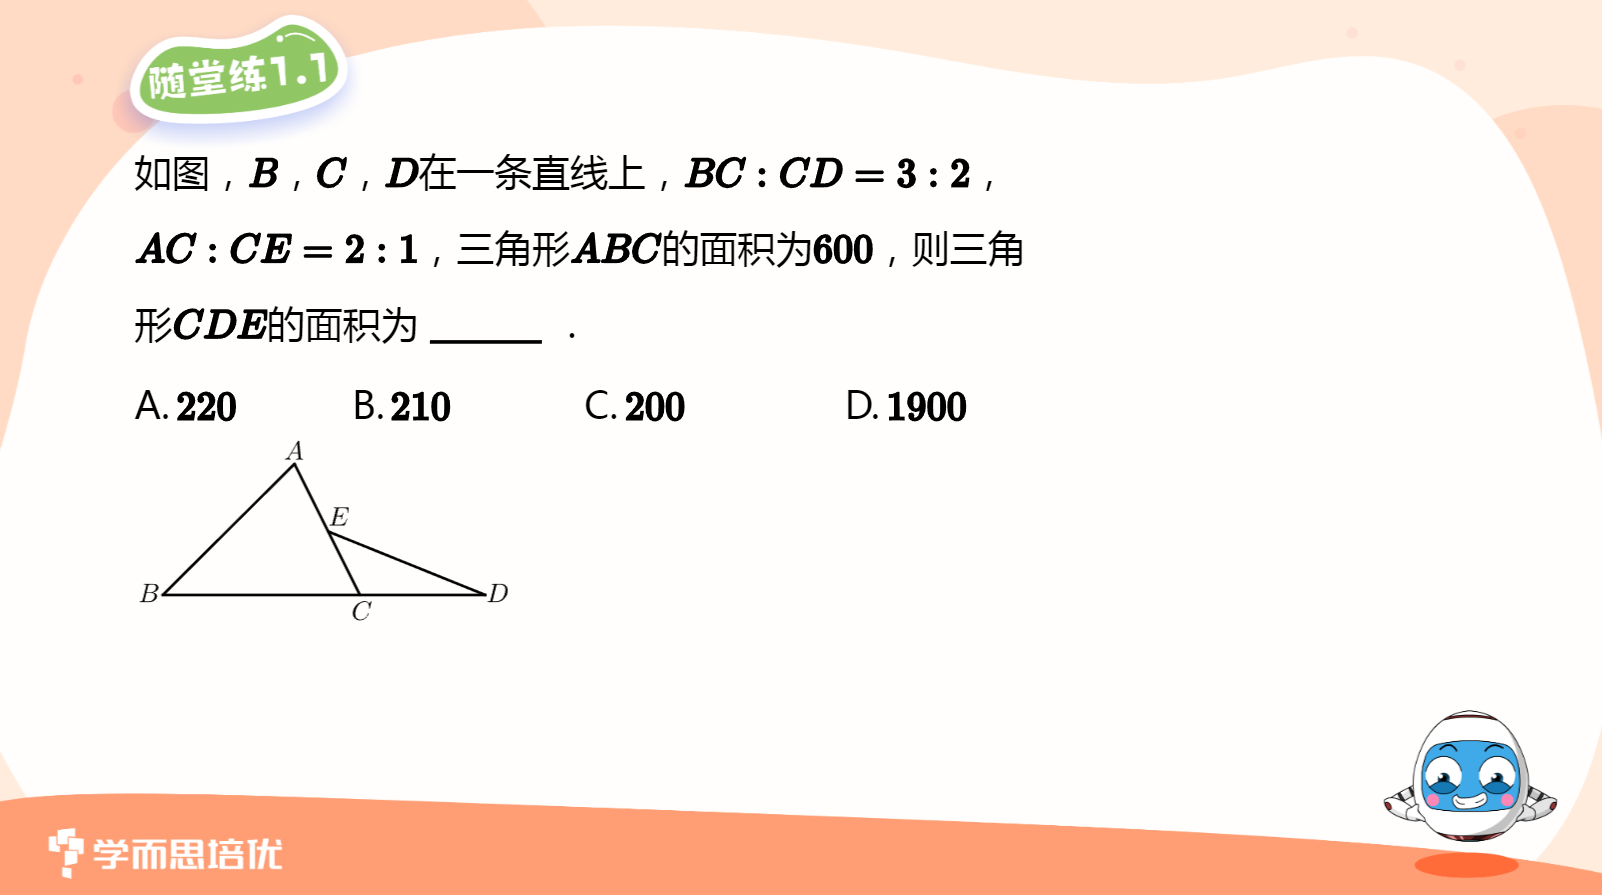 随堂练1.1
如图，B，C，D在一条直线上，BC : CD = 3 : 2，
AC : CE = 2 : 1，三角形ABC的面积为600，则三角
形CDE的面积为 ______ .
A. 220 B. 210 C. 200 D. 1900
A
E
B
D
C
学而思培优